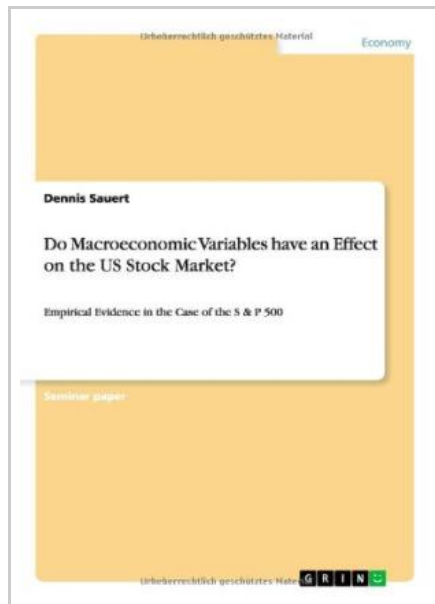 Urheberrechtlich geschütztes Material
Economy
Dennis Sauert
Do Macroeconomic Variables have an Effect
on the US Stock Market?
Empirical Evidence in the Case of the S & P 500
Seminar paper
Urheberrechtlich geschütztes Mate
GRIN